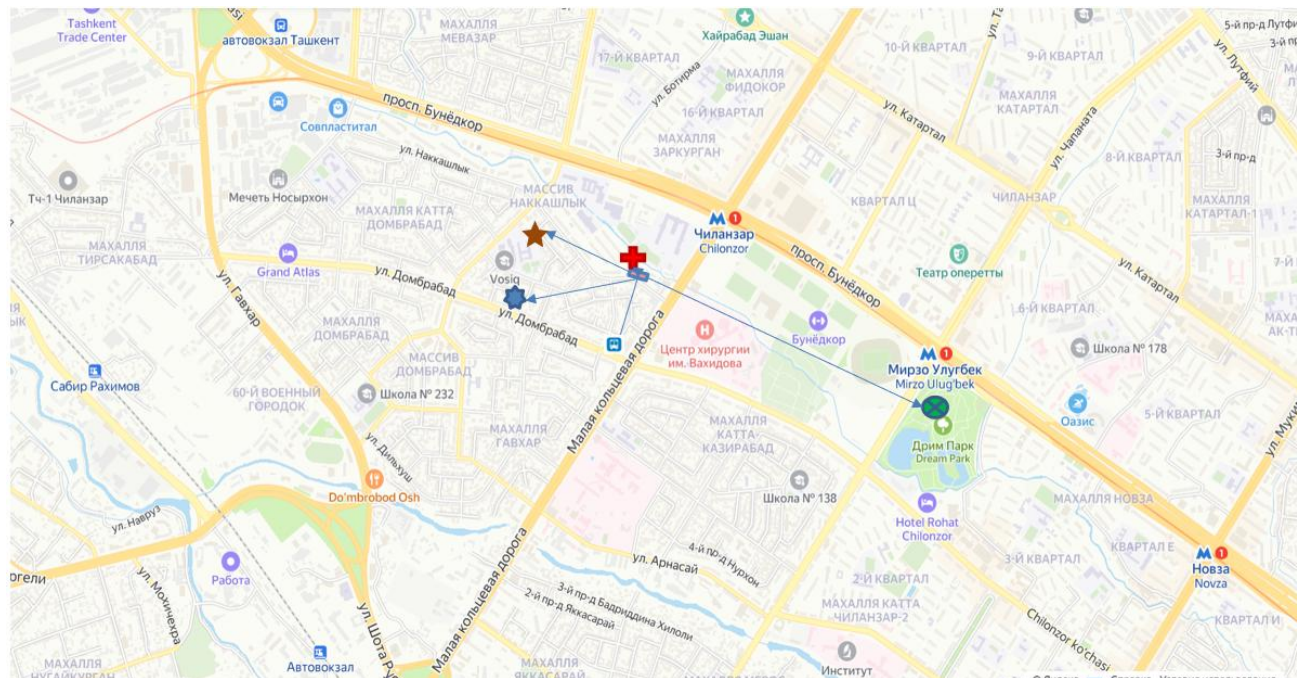 Tashkent
Trade Center
автовокзал Ташкент
МАХАЛЛЯ
МЕВАЗАР
Хайрабад Эшан
17-Й КВАРТАЛ
МАХАЛЛЯ
ФИДОКОР
10-Й КВАРТАЛ
9-Й КВАРТАЛ
5-й пр-д Лутфи
ул. Лутфий
ул. Ботирма
16-Й КВАРТАЛ
просп. Бунёдкор
Совпластитал
МАХАЛЛЯ
ЗАРКУРГАН
ул. Катартал
МАХАЛЛЯ
КАТАРТАЛ
ул. Чапаната
8-Й КВАРТАЛ
3-й пр-д
ул. Наккашлык
Тч-1 Чиланзар
Мечеть Носырхон
МАССИВ
НАККАШЛЫК
КВАРТАЛ Ц
ЧИЛАНЗАР
МАХАЛЛЯ
КАТАРТАЛ-1
МАХАЛЛЯ КАТТА
ДОМБРАБАД
1
Чиланзар
Chilonzor
МАХАЛЛЯ
ТИРСАКАБАД
Grand Atlas
Vosiq
просп. Бунёдкор
Театр оперетты
ул. Катартал
ул. Домбрабад
ул. Домбрабад
ул. Гавхар
6-Й КВАРТАЛ
МАХАЛЛЯ
ДОМБРАБАД
Центр хирургии
им. Вахидова
Бунёдкор
Школа № 178
МАССИВ
ДОМБРАБАД
1
Мирзо Улугбек
Mirzo Ulug'bek
Сабир Рахимов
60-Й ВОЕННЫЙ
ГОРОДОК
Школа № 232
Малая кольцевая дорога
Оазис
5-Й КВАРТАЛ
МАХАЛЛЯ
ГАВХАР
МАХАЛЛЯ
КАТТА-
КАЗИРАБАД
Дрим Парк
Dream Park
ул. Дильхуш
Do'mbrobod Osh
Школа № 138
МАХАЛЛЯ НОВЗА
ул. Навруз
Hotel Rohat
Chilonzor
КВАРТАЛ Е
1
Новза
Novza
Работа
4-й пр-д Нурхон
3-Й КВАРТАЛ
ул. Арнасай
ул. Мохичехра
Малая кольцевая дорога
3-й пр-д Бадриддина Хилоли
2-й пр-д Яккасарай
2-Й КВАРТАЛ
МАХАЛЛЯ КАТТА
ЧИЛАНЗАР-2
Chilonzor ko'chasi
КВАРТАЛ И
Автовокзал
Институт
МАХАЛЛЯ
НУГАЙКУРГАН
МАХАЛЛЯ
ЯККАСАРАЙ